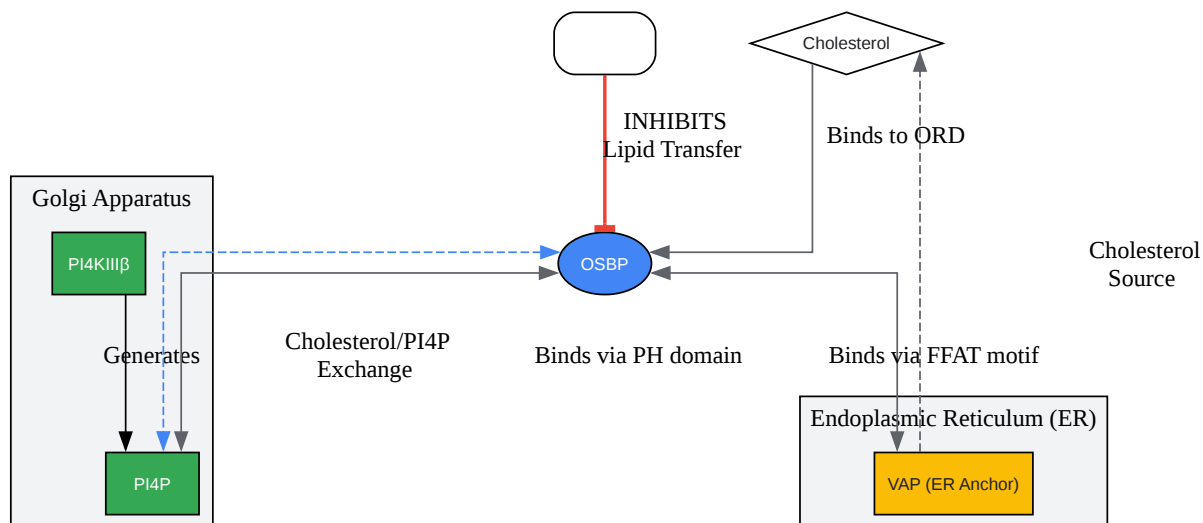 Cholesterol
INHIBITS
Lipid Transfer
Binds to ORD
Golgi Apparatus
PI4KIIIβ
OSBP
Cholesterol
Source
Generates
Cholesterol/PI4P
Exchange
Binds via PH domain
Binds via FFAT motif
Endoplasmic Reticulum (ER)
PI4P
VAP (ER Anchor)